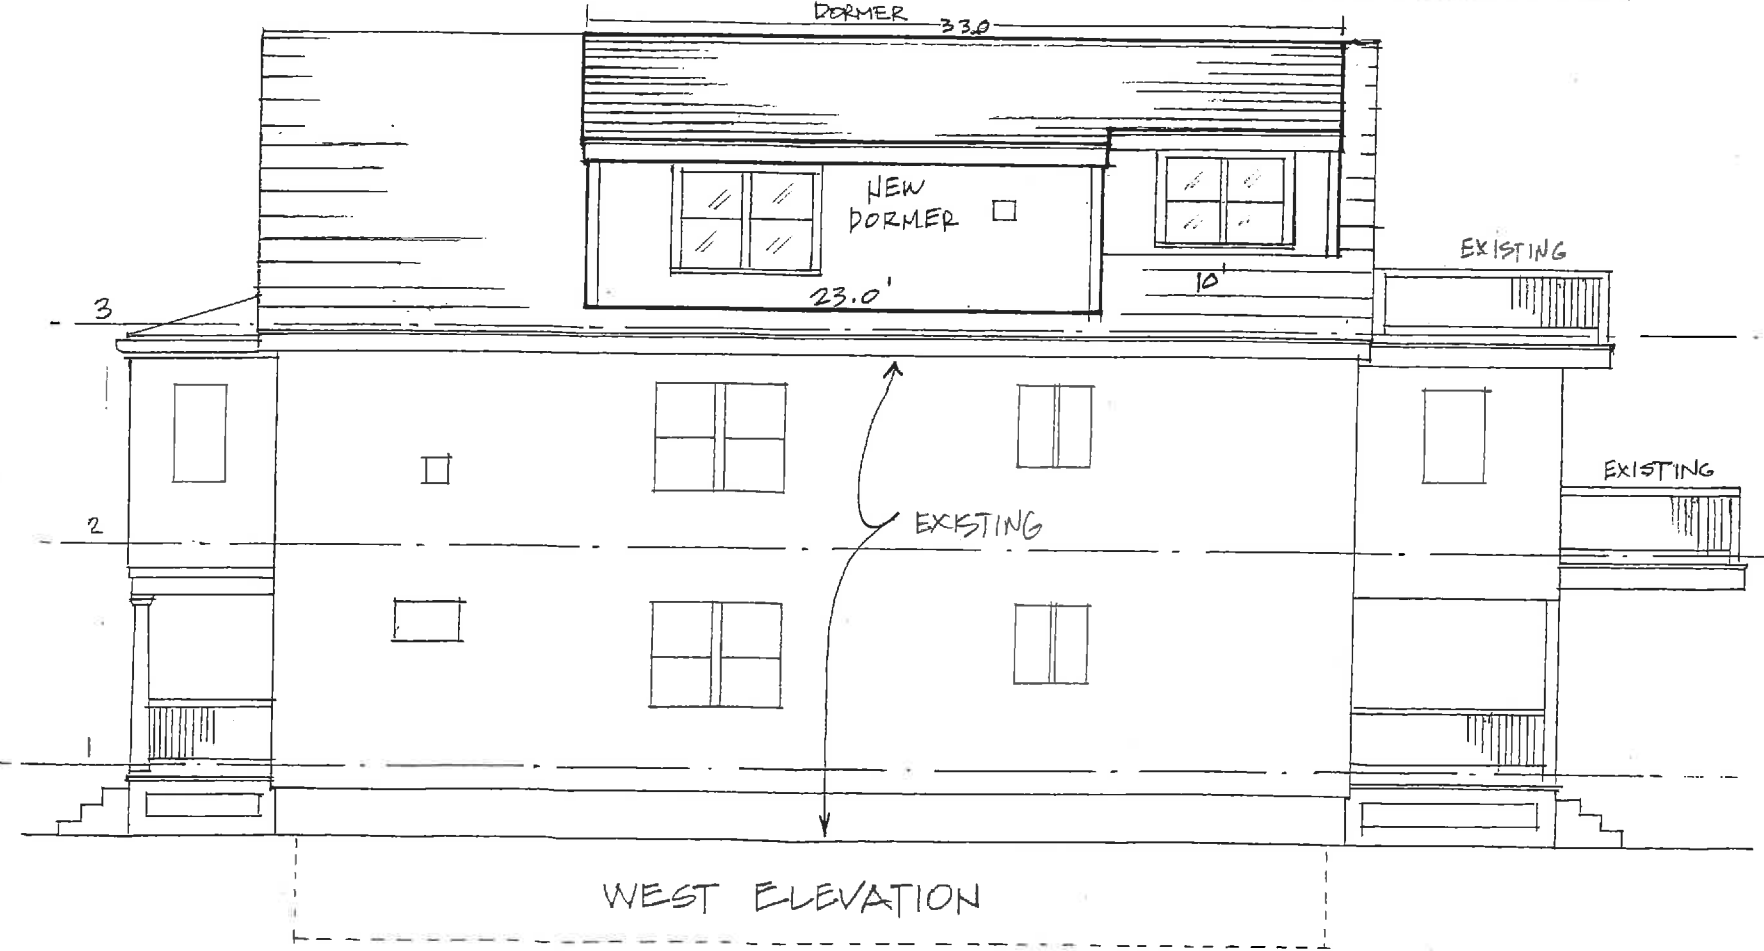 DORMER
33.0
NEW
DORMER
EXISTING
10'
23.0'
3
EXISTING
2
EXISTING
1
WEST ELEVATION